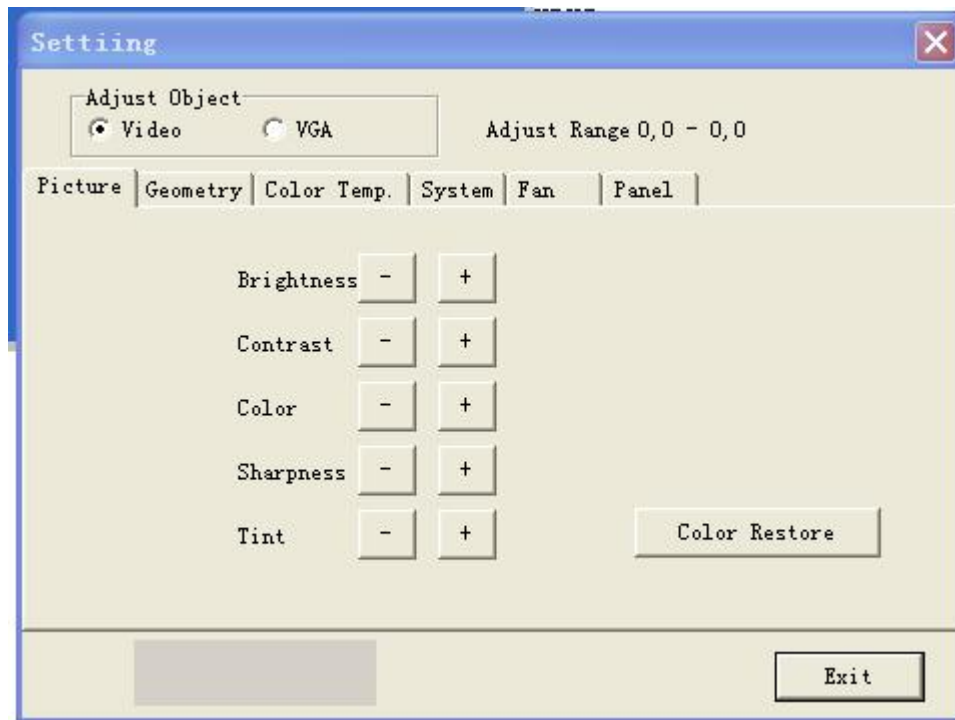 Settiiing
Adjust Object
Video VGA Adjust Range 0,0 - 0,0
Picture Geometry Color Temp. System Fan Panel
Brightness - +
Contrast - +
Color - +
Sharpness - +
Tint - + Color Restore
Exit